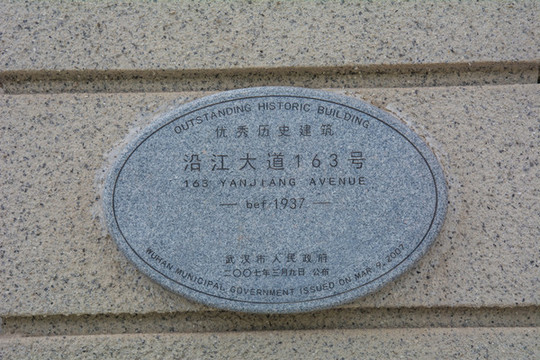 OUTSTANDING HISTORIC BUILDING
优秀历史建筑
沿江大道163号
163 YANJIANG AVENUE
— bef·1937 —
武汉市人民政府
二〇〇七年三月九日 公布
WUHAN MUNICIPAL GOVERNMENT ISSUED ON MAR. 9, 2007